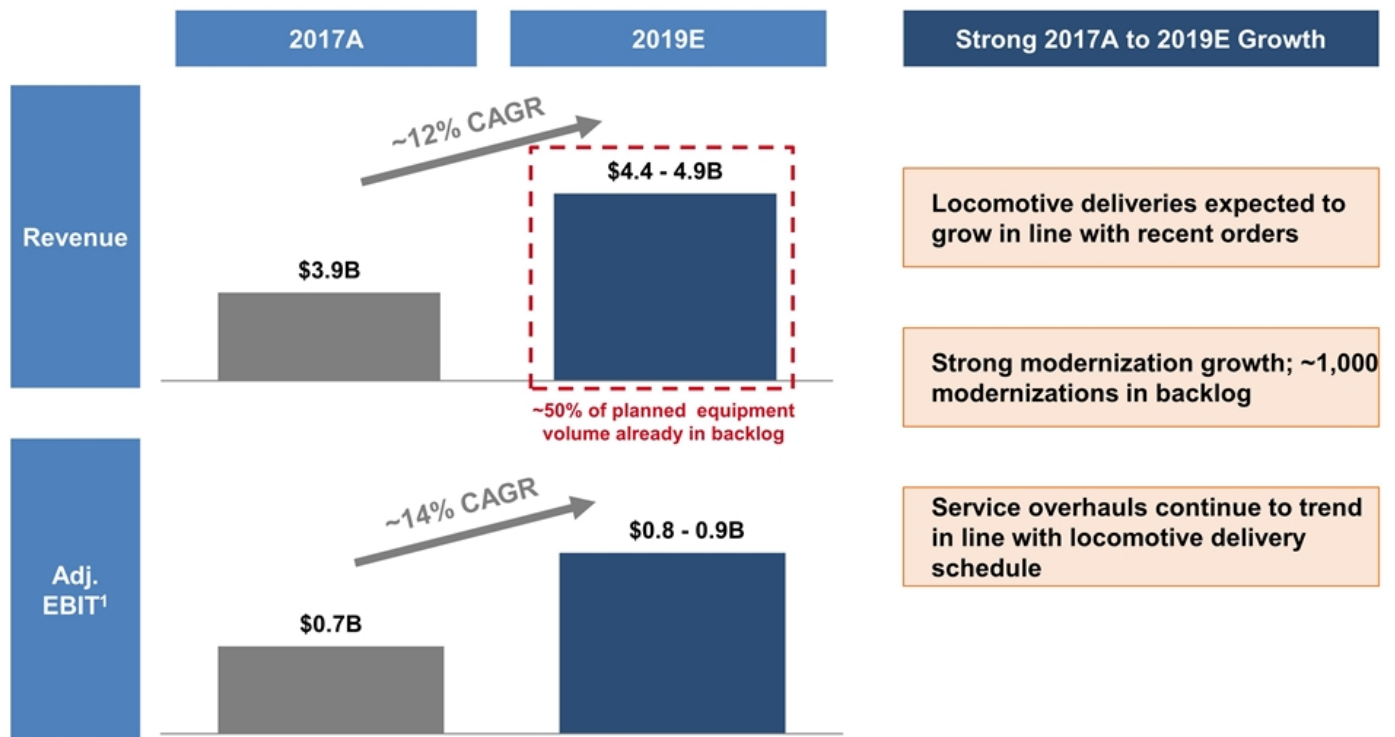 2017A
2019E
Strong 2017A to 2019E Growth
Revenue
~12% CAGR
$3.9B
$4.4 - 4.9B
~50% of planned equipment
volume already in backlog
Locomotive deliveries expected to
grow in line with recent orders
Strong modernization growth; ~1,000
modernizations in backlog
Adj.
EBIT¹
~14% CAGR
$0.7B
$0.8 - 0.9B
Service overhauls continue to trend
in line with locomotive delivery
schedule